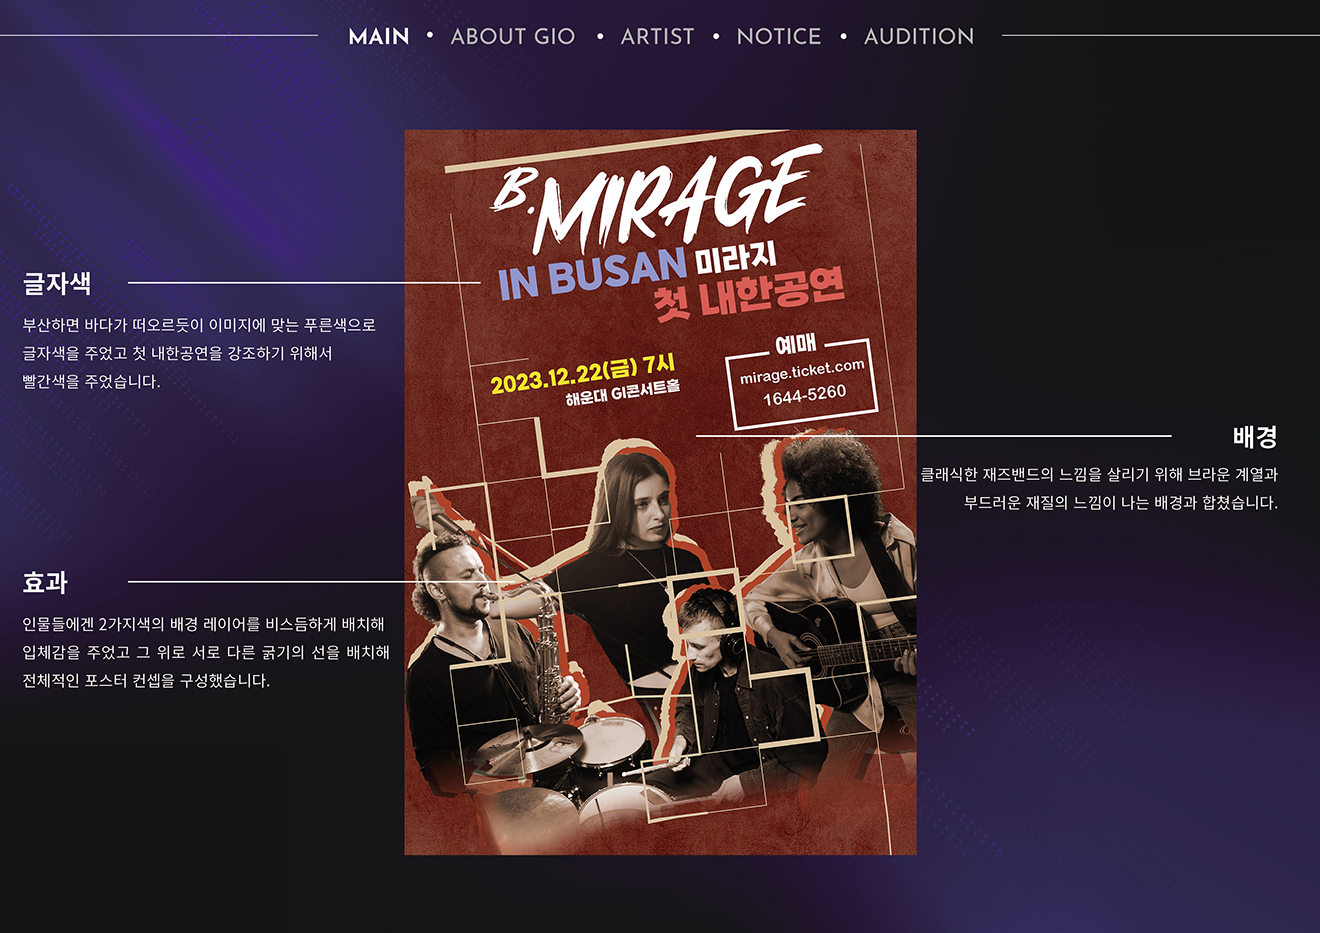 MAIN • ABOUT GIO • ARTIST • NOTICE • AUDITION
B.MIRAGE
IN BUSAN 미라지
첫 내한공연
2023.12.22(금) 7시
해운대 GI콘서트홀
예매
mirage.ticket.com
1644-5260
글자색
부산하면 바다가 떠오르듯이 이미지에 맞는 푸른색으로
글자색을 주었고 첫 내한공연을 강조하기 위해서
빨간색을 주었습니다.
배경
클래식한 재즈밴드의 느낌을 살리기 위해 브라운 계열과
부드러운 재질의 느낌이 나는 배경과 합쳤습니다.
효과
인물들에겐 2가지색의 배경 레이어를 비스듬하게 배치해
입체감을 주었고 그 위로 서로 다른 굵기의 선을 배치해
전체적인 포스터 컨셉을 구성했습니다.